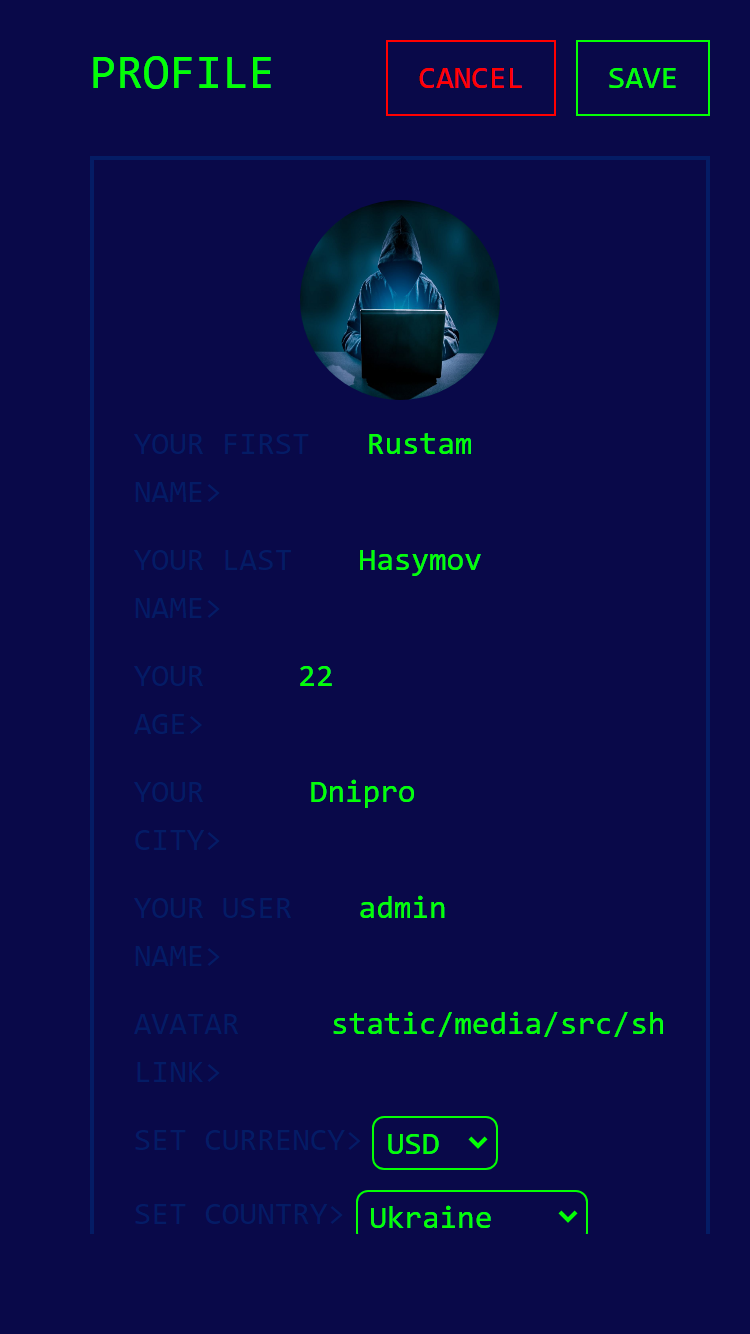 PROFILE CANCEL SAVE
YOUR FIRST Rustam
NAME>
YOUR LAST Hasymov
NAME>
YOUR 22
AGE>
YOUR Dnipro
CITY>
YOUR USER admin
NAME>
AVATAR static/media/src/sh
LINK>
SET CURRENCY> USD
SET COUNTRY> Ukraine